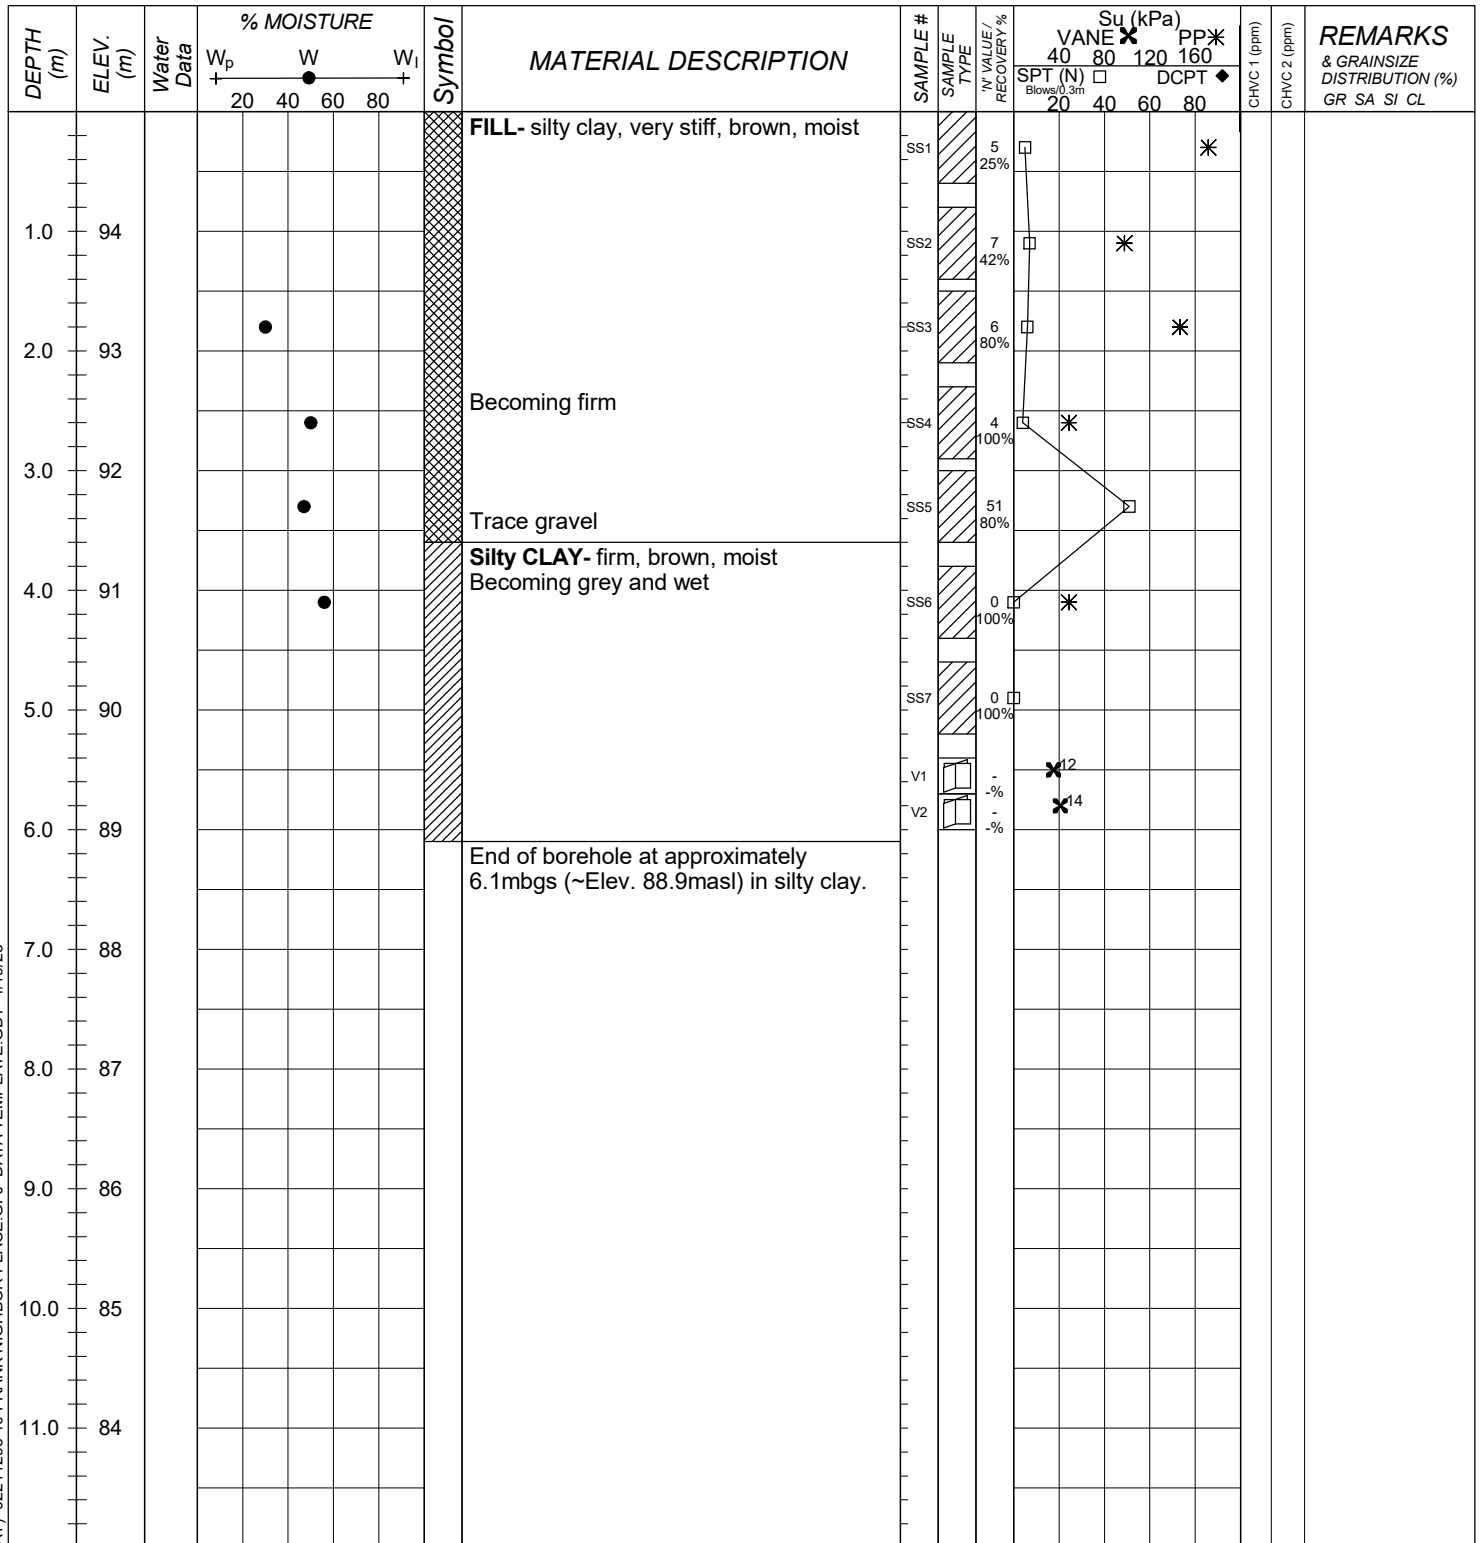 DEPTH (m)
ELEV. (m)
Water Data
% MOISTURE
Wp W Wl
20 40 60 80
Symbol
MATERIAL DESCRIPTION
SAMPLE #
SAMPLE TYPE
'N' VALUE / RECOVERY %
Su (kPa)
VANE PP
40 80 120 160
SPT (N) DCPT
Blows/0.3m
20 40 60 80
CHVC 1 (ppm)
CHVC 2 (ppm)
REMARKS
& GRAINSIZE
DISTRIBUTION (%)
GR SA SI CL
FILL- silty clay, very stiff, brown, moist
SS1 5
25%
1.0 94
SS2 7
42%
SS3 6
80%
2.0 93
Becoming firm
SS4 4
100%
3.0 92
SS5 51
80%
Trace gravel
Silty CLAY- firm, brown, moist
Becoming grey and wet
4.0 91
SS6 0
100%
SS7 0
100%
5.0 90
V1 - 12
-%
V2 - 14
-%
6.0 89
End of borehole at approximately
6.1mbgs (~Elev. 88.9masl) in silty clay.
7.0 88
8.0 87
9.0 86
10.0 85
11.0 84